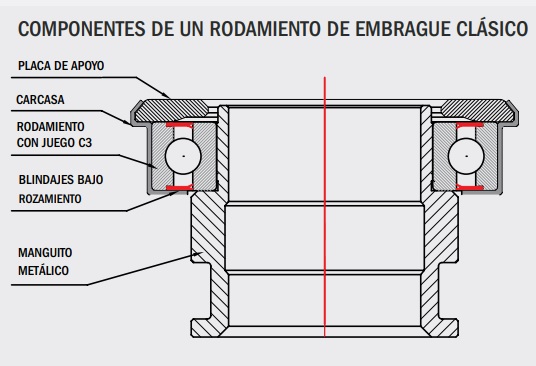 COMPONENTES DE UN RODAMIENTO DE EMBRAGUE CLÁSICO
PLACA DE APOYO
CARCASA
RODAMIENTO
CON JUEGO C3
BLINDAJES BAJO
ROZAMIENTO
MANGUITO
METÁLICO